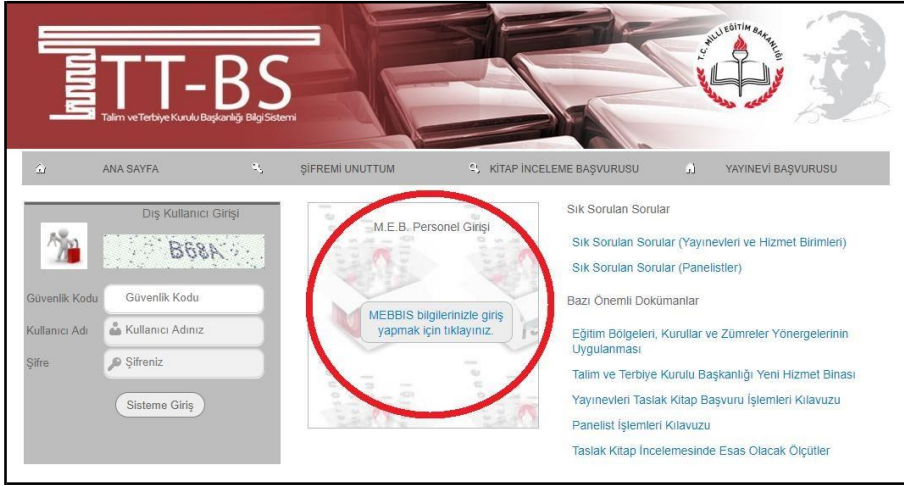 TT-BS
Talim ve Terbiye Kurulu Başkanlığı Bilgi Sistemi
T.C. MİLLİ EĞİTİM BAKANLIĞI
ANA SAYFA
ŞİFREMİ UNUTTUM
KİTAP İNCELEME BAŞVURUSU
YAYINEVİ BAŞVURUSU
Dış Kullanıcı Girişi
B68A
Güvenlik Kodu Güvenlik Kodu
Kullanıcı Adı Kullanıcı Adınız
Şifre Şifreniz
Sisteme Giriş
M.E.B. Personel Girişi
MEBBIS bilgilerinizle giriş
yapmak için tıklayınız.
Sık Sorulan Sorular
Sık Sorulan Sorular (Yayınevleri ve Hizmet Birimleri)
Sık Sorulan Sorular (Panelistler)
Bazı Önemli Dokümanlar
Eğitim Bölgeleri, Kurullar ve Zümreler Yönergelerinin
Uygulanması
Talim ve Terbiye Kurulu Başkanlığı Yeni Hizmet Binası
Yayınevleri Taslak Kitap Başvuru İşlemleri Kılavuzu
Panelist İşlemleri Kılavuzu
Taslak Kitap İncelemesinde Esas Olacak Ölçütler